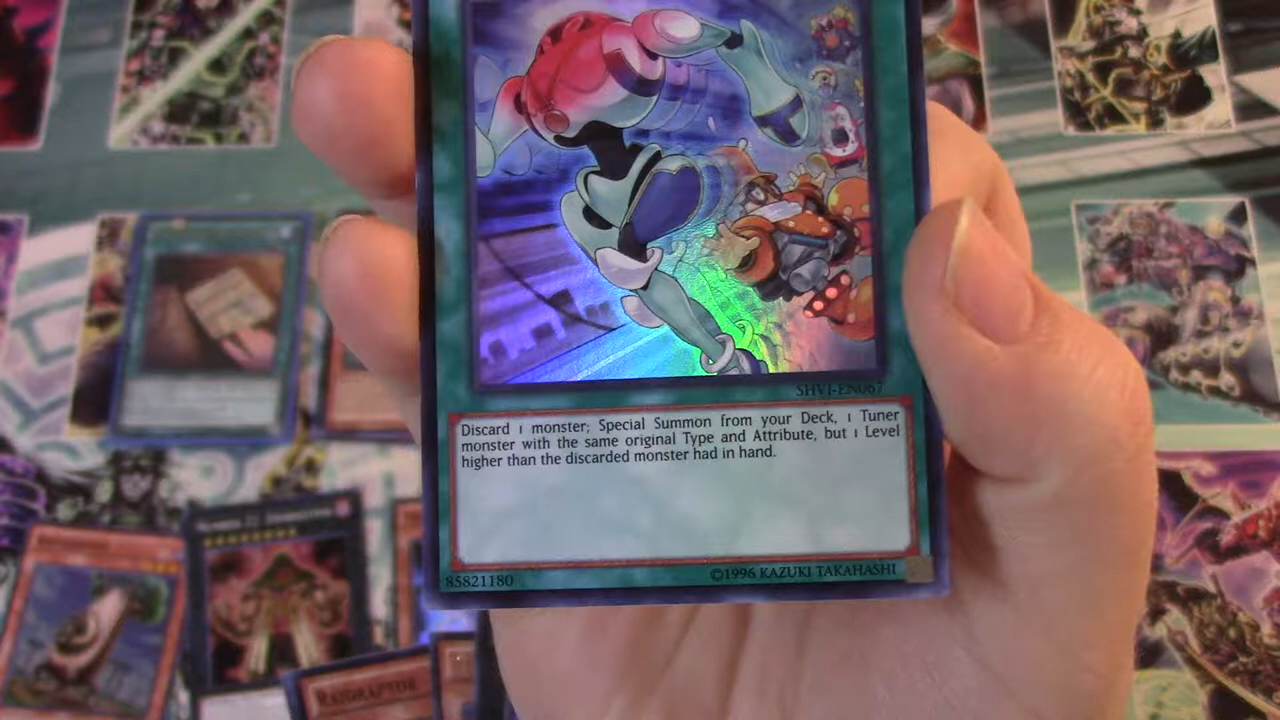 SHVI-EN067
Discard 1 monster; Special Summon from your Deck, 1 Tuner
monster with the same original Type and Attribute, but 1 Level
higher than the discarded monster had in hand.
85821180
©1996 KAZUKI TAKAHASHI
RAIDRAPTOR